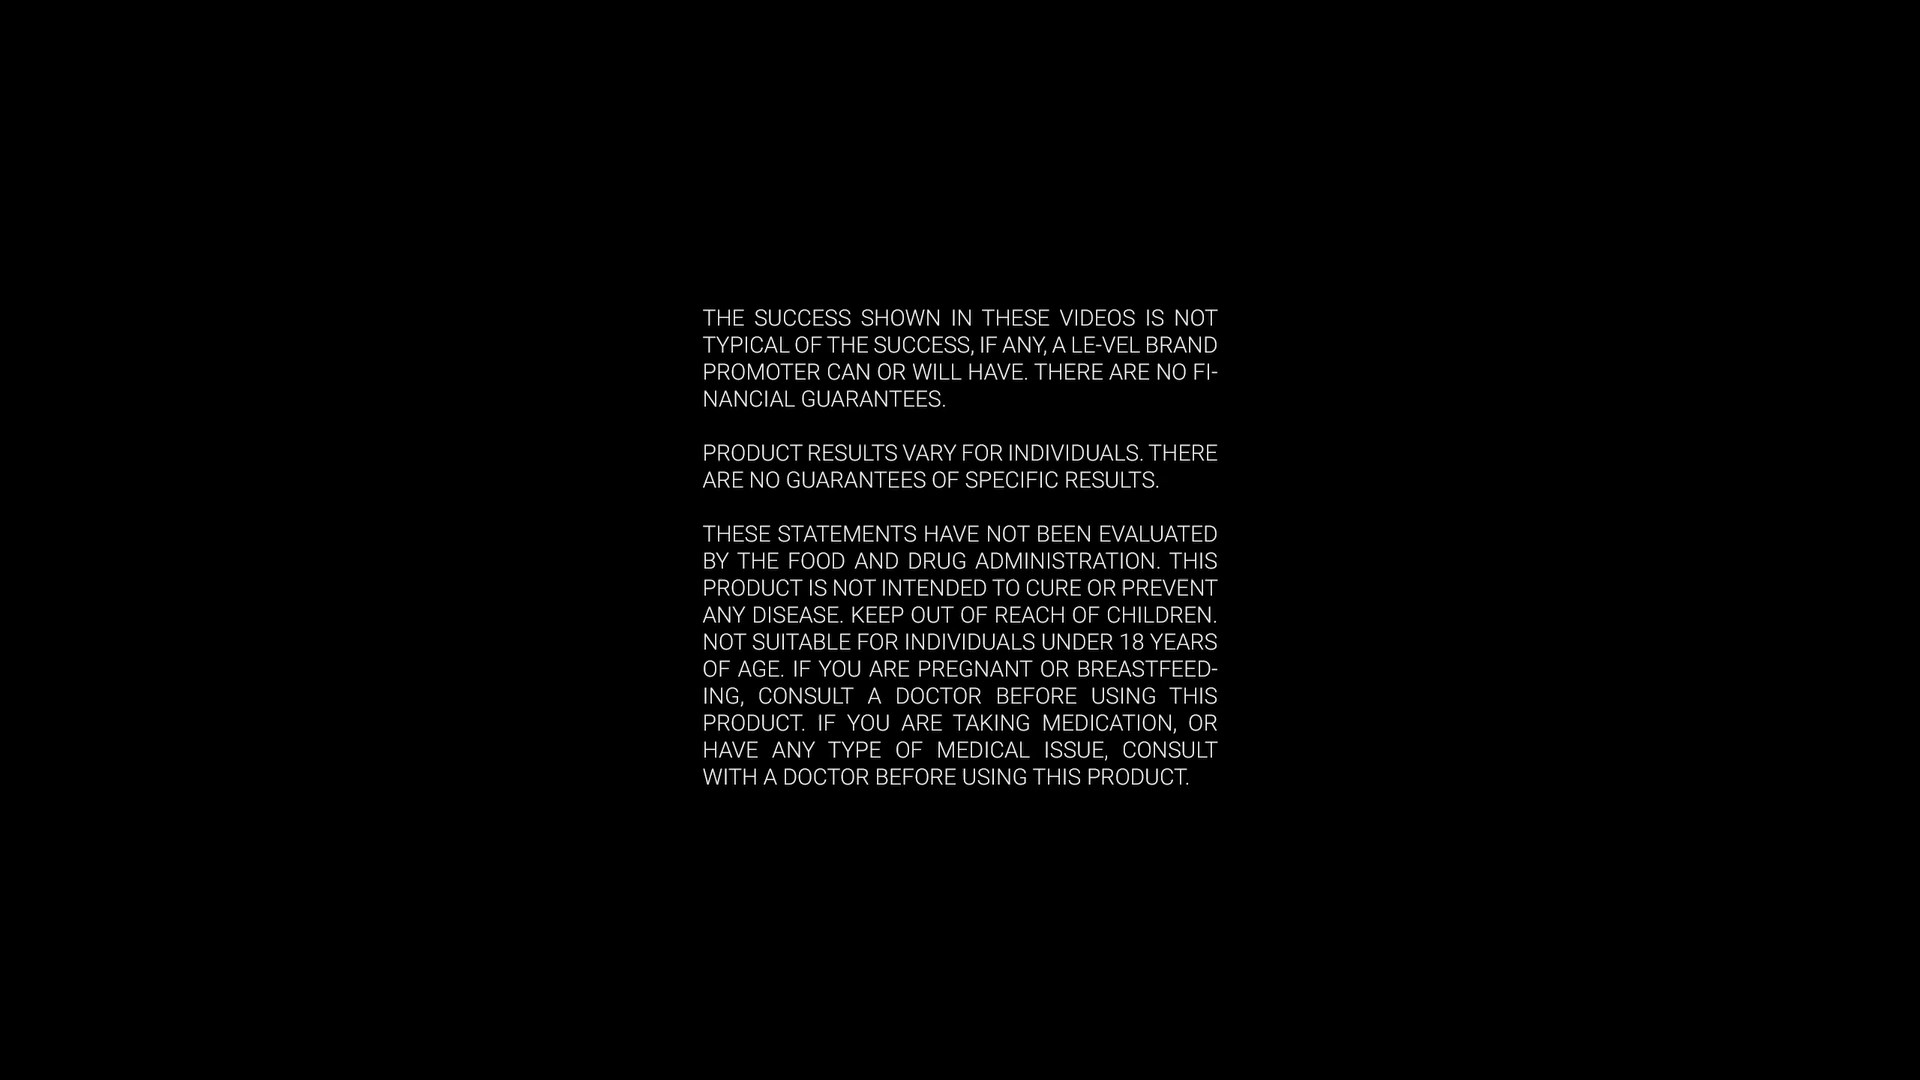 THE SUCCESS SHOWN IN THESE VIDEOS IS NOT
TYPICAL OF THE SUCCESS, IF ANY, A LE-VEL BRAND
PROMOTER CAN OR WILL HAVE. THERE ARE NO FI-
NANCIAL GUARANTEES.
PRODUCT RESULTS VARY FOR INDIVIDUALS. THERE
ARE NO GUARANTEES OF SPECIFIC RESULTS.
THESE STATEMENTS HAVE NOT BEEN EVALUATED
BY THE FOOD AND DRUG ADMINISTRATION. THIS
PRODUCT IS NOT INTENDED TO CURE OR PREVENT
ANY DISEASE. KEEP OUT OF REACH OF CHILDREN.
NOT SUITABLE FOR INDIVIDUALS UNDER 18 YEARS
OF AGE. IF YOU ARE PREGNANT OR BREASTFEED-
ING, CONSULT A DOCTOR BEFORE USING THIS
PRODUCT. IF YOU ARE TAKING MEDICATION, OR
HAVE ANY TYPE OF MEDICAL ISSUE, CONSULT
WITH A DOCTOR BEFORE USING THIS PRODUCT.